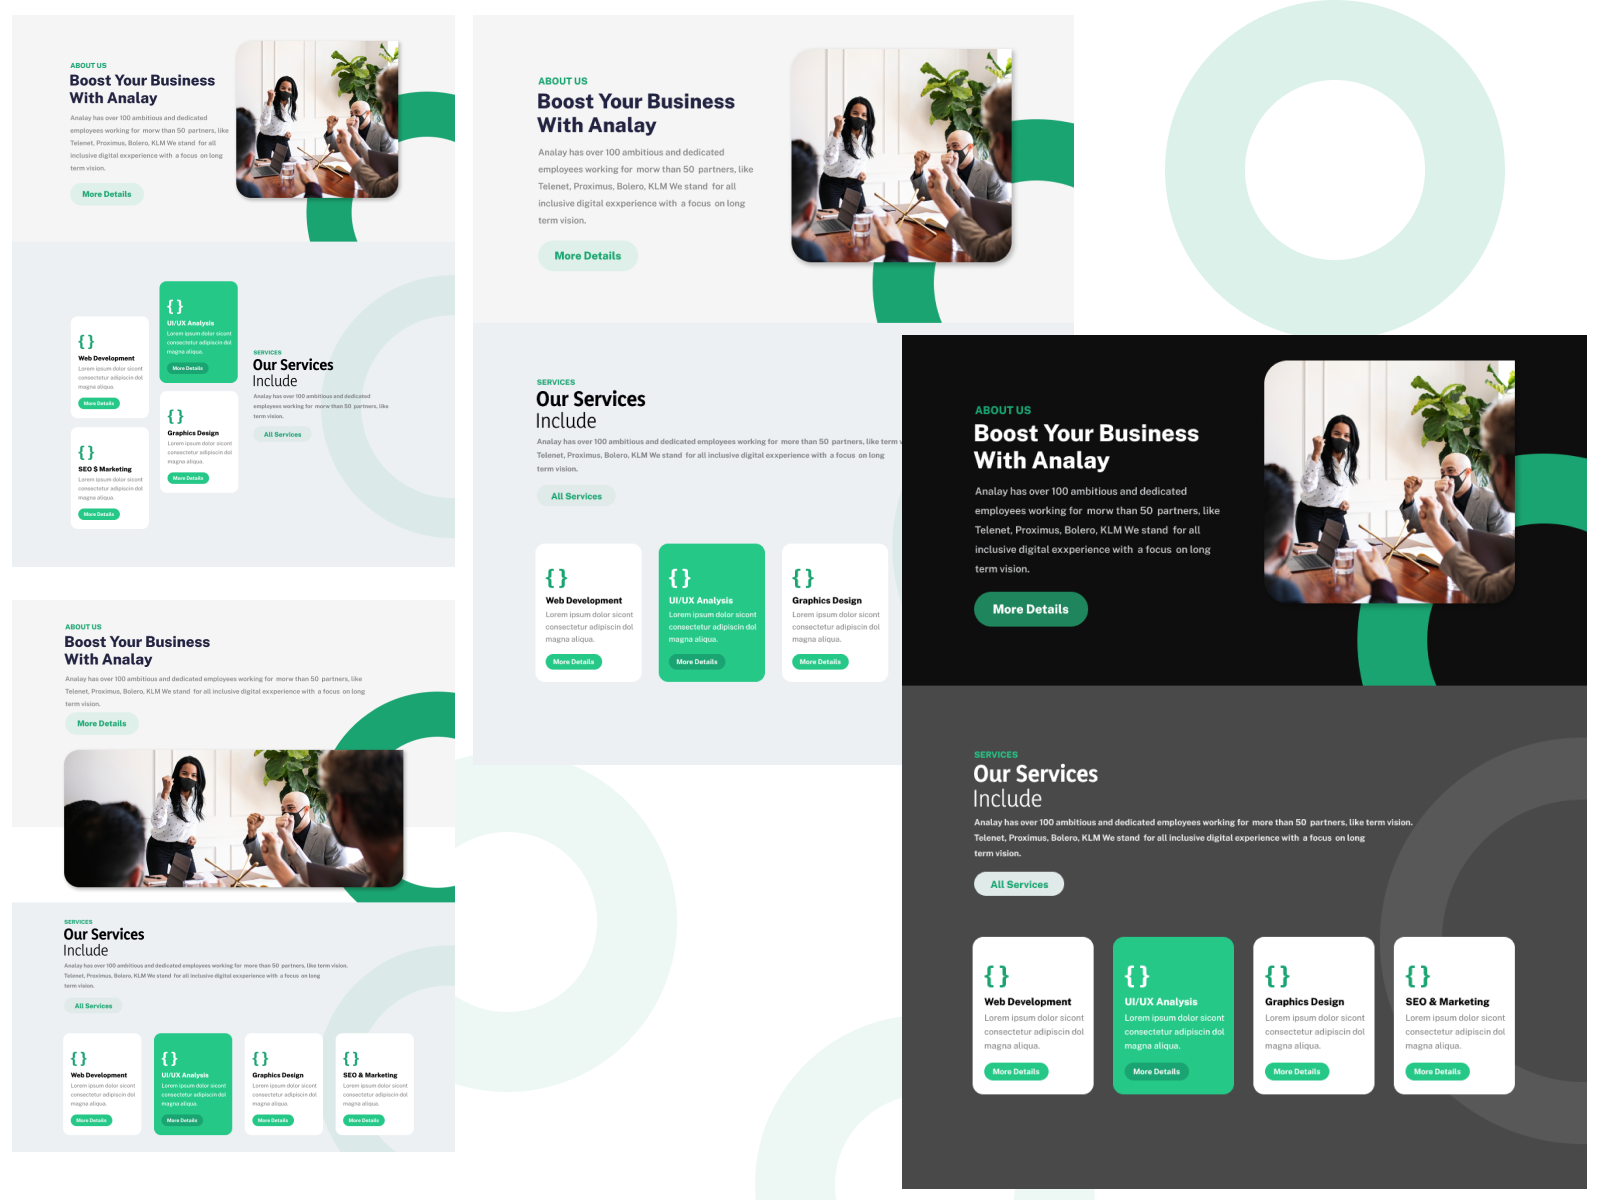 ABOUT US
Boost Your Business
With Analay
Analay has over 100 ambitious and dedicated
employees working for morw than 50 partners, like
Telenet, Proximus, Bolero, KLM We stand for all
inclusive digital exxperience with a focus on long
term vision.
More Details
{ }
UI/UX Analysis
Lorem ipsum dolor sicont
consectetur adipiscin dol
magna aliqua.
More Details
{ }
Web Development
Lorem ipsum dolor sicont
consectetur adipiscin dol
magna aliqua.
More Details
{ }
Graphics Design
Lorem ipsum dolor sicont
consectetur adipiscin dol
magna aliqua.
More Details
{ }
SEO $ Marketing
Lorem ipsum dolor sicont
consectetur adipiscin dol
magna aliqua.
More Details
SERVICES
Our Services
Include
Analay has over 100 ambitious and dedicated
employees working for morw than 50 partners, like
term vision.
All Services
ABOUT US
Boost Your Business
With Analay
Analay has over 100 ambitious and dedicated employees working for morw than 50 partners, like
Telenet, Proximus, Bolero, KLM We stand for all inclusive digital exxperience with a focus on long
term vision.
More Details
SERVICES
Our Services
Include
Analay has over 100 ambitious and dedicated employees working for more than 50 partners, like term vision.
Telenet, Proximus, Bolero, KLM We stand for all inclusive digital exxperience with a focus on long
term vision.
All Services
{ }
Web Development
Lorem ipsum dolor sicont
consectetur adipiscin dol
magna aliqua.
More Details
{ }
UI/UX Analysis
Lorem ipsum dolor sicont
consectetur adipiscin dol
magna aliqua.
More Details
{ }
Graphics Design
Lorem ipsum dolor sicont
consectetur adipiscin dol
magna aliqua.
More Details
{ }
SEO & Marketing
Lorem ipsum dolor sicont
consectetur adipiscin dol
magna aliqua.
More Details
ABOUT US
Boost Your Business
With Analay
Analay has over 100 ambitious and dedicated
employees working for morw than 50 partners, like
Telenet, Proximus, Bolero, KLM We stand for all
inclusive digital exxperience with a focus on long
term vision.
More Details
SERVICES
Our Services
Include
Analay has over 100 ambitious and dedicated employees working for more than 50 partners, like term
Telenet, Proximus, Bolero, KLM We stand for all inclusive digital exxperience with a focus on long
term vision.
All Services
{ }
Web Development
Lorem ipsum dolor sicont
consectetur adipiscin dol
magna aliqua.
More Details
{ }
UI/UX Analysis
Lorem ipsum dolor sicont
consectetur adipiscin dol
magna aliqua.
More Details
{ }
Graphics Design
Lorem ipsum dolor sicont
consectetur adipiscin dol
magna aliqua.
More Details
ABOUT US
Boost Your Business
With Analay
Analay has over 100 ambitious and dedicated
employees working for morw than 50 partners, like
Telenet, Proximus, Bolero, KLM We stand for all
inclusive digital exxperience with a focus on long
term vision.
More Details
SERVICES
Our Services
Include
Analay has over 100 ambitious and dedicated employees working for more than 50 partners, like term vision.
Telenet, Proximus, Bolero, KLM We stand for all inclusive digital experience with a focus on long
term vision.
All Services
{ }
Web Development
Lorem ipsum dolor sicont
consectetur adipiscin dol
magna aliqua.
More Details
{ }
UI/UX Analysis
Lorem ipsum dolor sicont
consectetur adipiscin dol
magna aliqua.
More Details
{ }
Graphics Design
Lorem ipsum dolor sicont
consectetur adipiscin dol
magna aliqua.
More Details
{ }
SEO & Marketing
Lorem ipsum dolor sicont
consectetur adipiscin dol
magna aliqua.
More Details